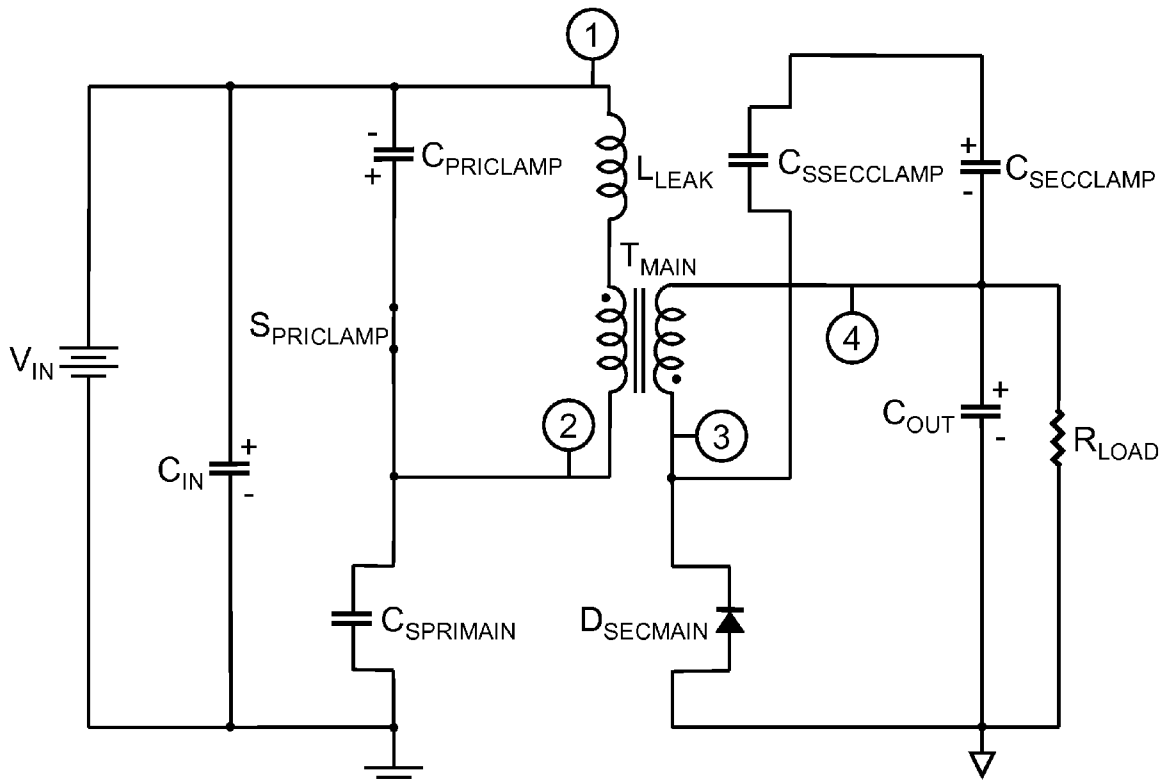 1
-
+
C_PRICLAMP
L_LEAK
C_SSECCLAMP
+
-
C_SECCLAMP
T_MAIN
S_PRICLAMP
V_IN
4
2
3
+
-
C_OUT
R_LOAD
C_IN
+
-
C_SPRIMAIN
D_SECMAIN